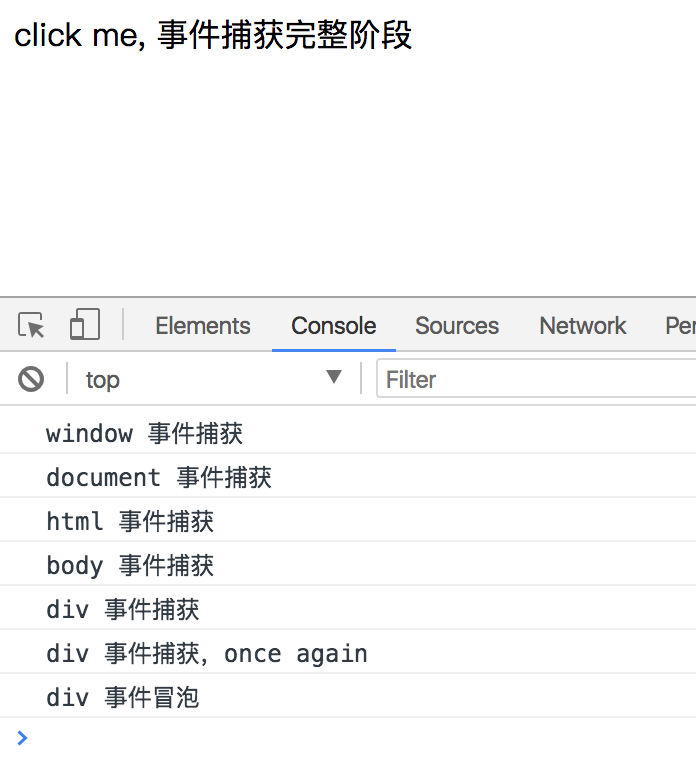 click me, 事件捕获完整阶段
Elements Console Sources Network Per
top Filter
window 事件捕获
document 事件捕获
html 事件捕获
body 事件捕获
div 事件捕获
div 事件捕获，once again
div 事件冒泡